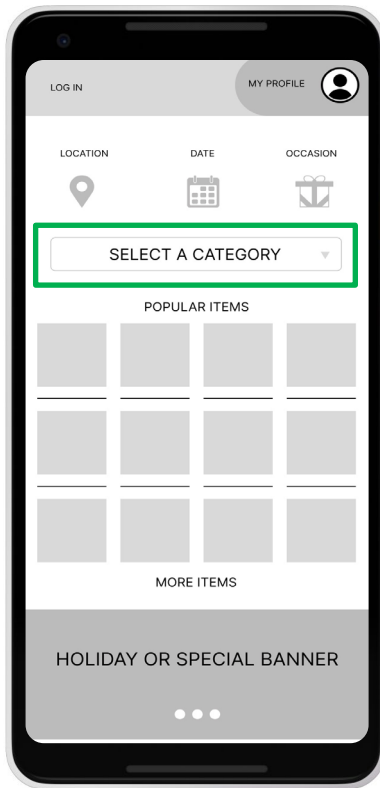 LOG IN
MY PROFILE
LOCATION
DATE
OCCASION
SELECT A CATEGORY
POPULAR ITEMS
MORE ITEMS
HOLIDAY OR SPECIAL BANNER